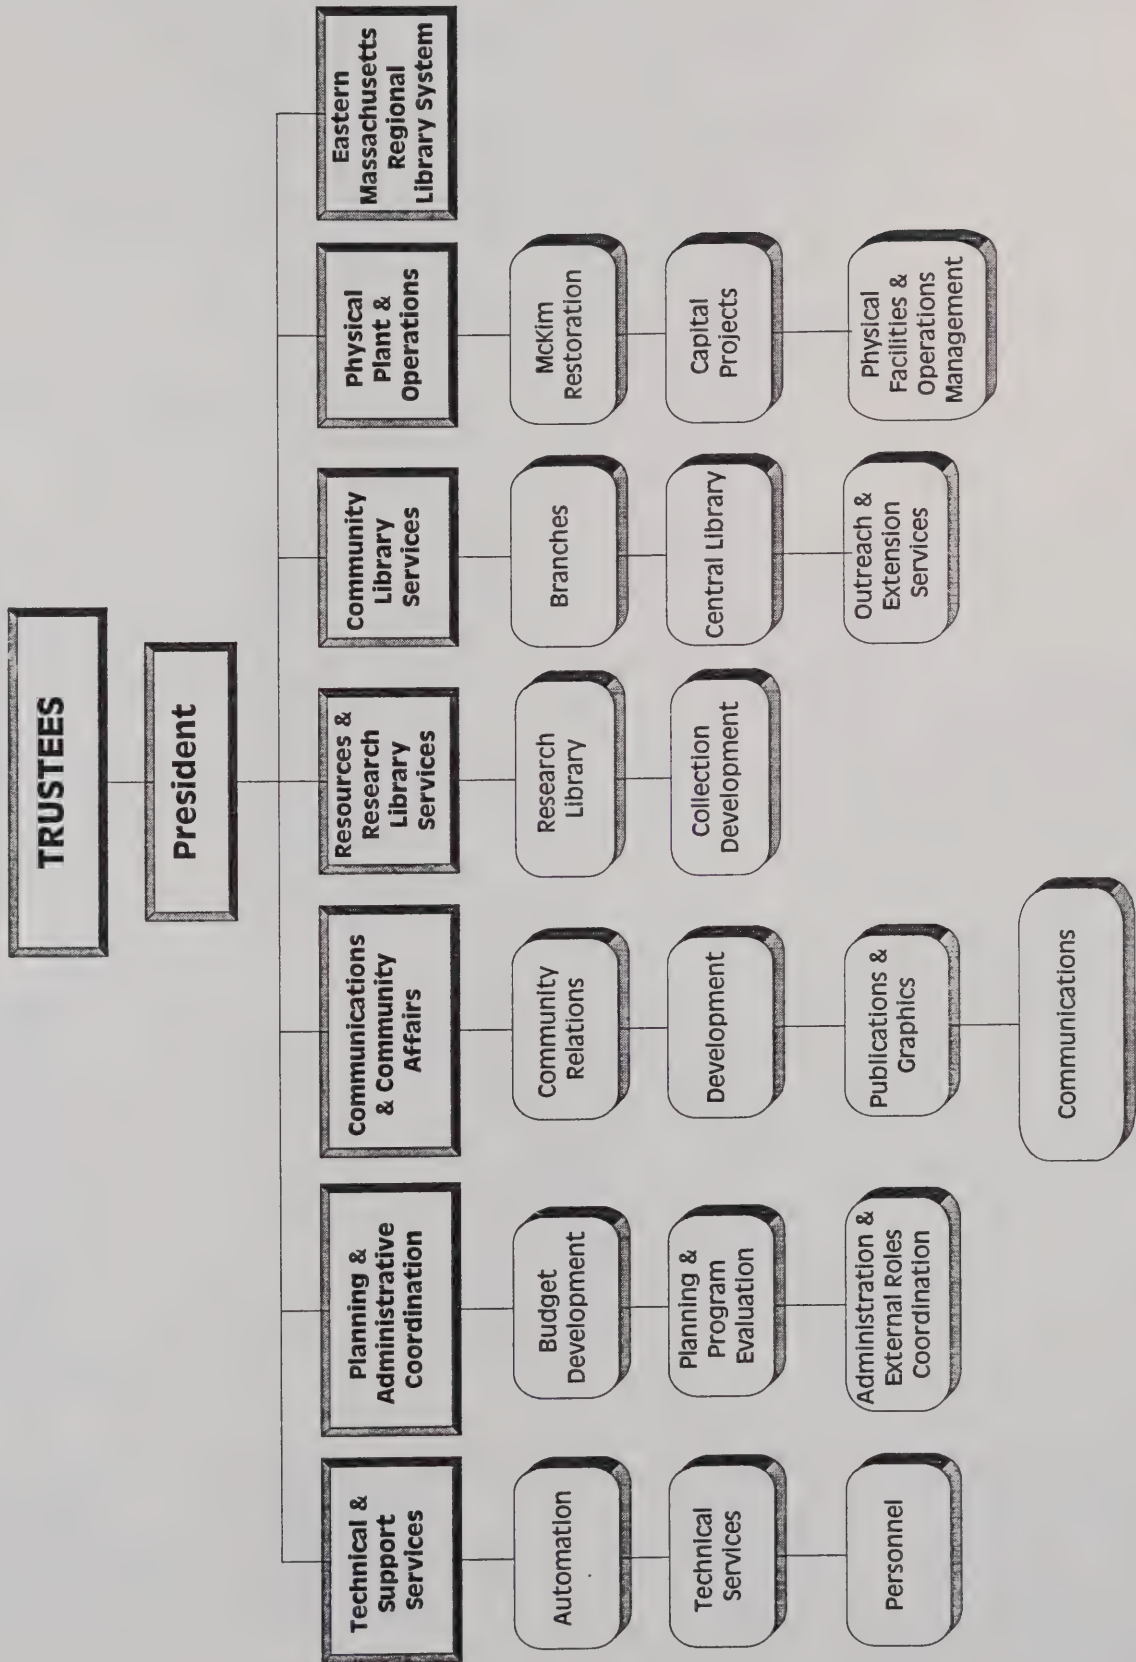 TRUSTEES
President
Technical &
Support
Services
Planning &
Administrative
Coordination
Communications
& Community
Affairs
Resources &
Research
Library
Services
Community
Library
Services
Physical
Plant &
Operations
Eastern
Massachusetts
Regional
Library System
Automation
Technical
Services
Personnel
Budget
Development
Planning &
Program
Evaluation
Administration &
External Roles
Coordination
Community
Relations
Development
Publications &
Graphics
Communications
Research
Library
Collection
Development
Branches
Central Library
Outreach &
Extension
Services
McKim
Restoration
Capital
Projects
Physical
Facilities &
Operations
Management